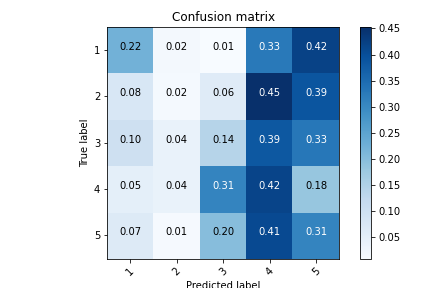 Confusion matrix
1 0.22 0.02 0.01 0.33 0.42
2 0.08 0.02 0.06 0.45 0.39
3 0.10 0.04 0.14 0.39 0.33
4 0.05 0.04 0.31 0.42 0.18
5 0.07 0.01 0.20 0.41 0.31
1 2 3 4 5
True label
Predicted label
0.45
0.40
0.35
0.30
0.25
0.20
0.15
0.10
0.05